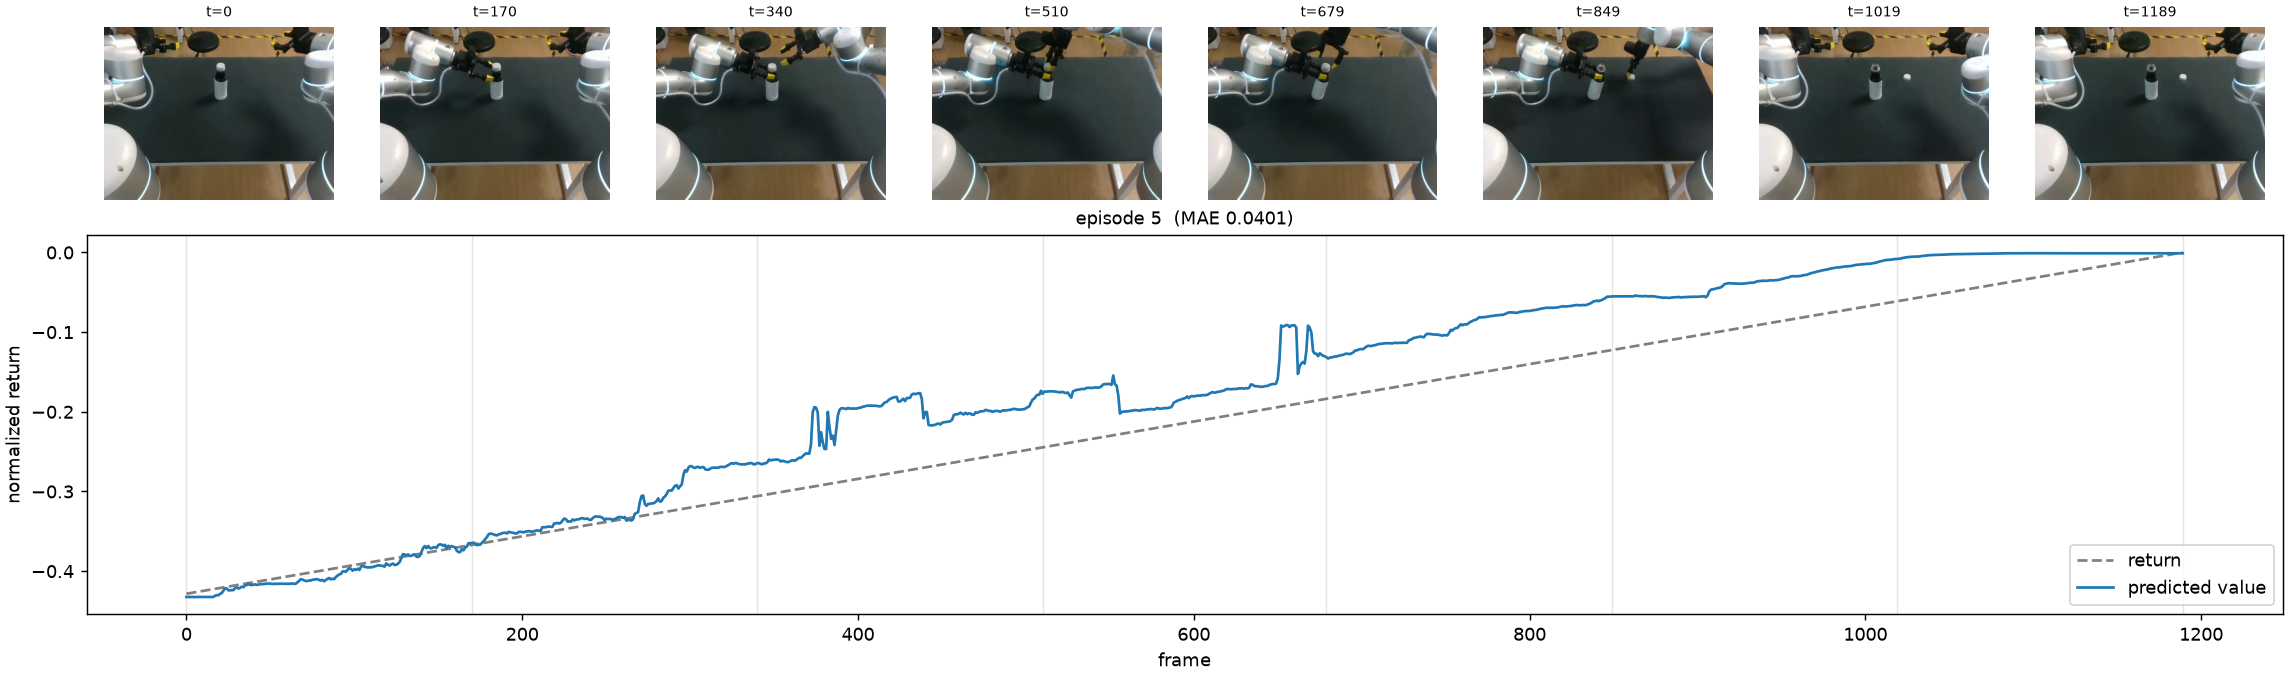 t=0 t=170 t=340 t=510 t=679 t=849 t=1019 t=1189
episode 5 (MAE 0.0401)
normalized return
0.0
−0.1
−0.2
−0.3
−0.4
return
predicted value
0 200 400 600 800 1000 1200
frame